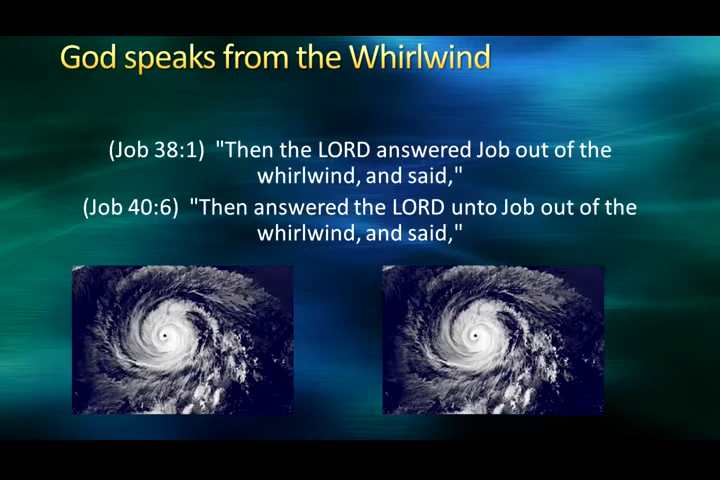 God speaks from the Whirlwind
(Job 38:1)  "Then the LORD answered Job out of the
whirlwind, and said,"
(Job 40:6)  "Then answered the LORD unto Job out of the
whirlwind, and said,"